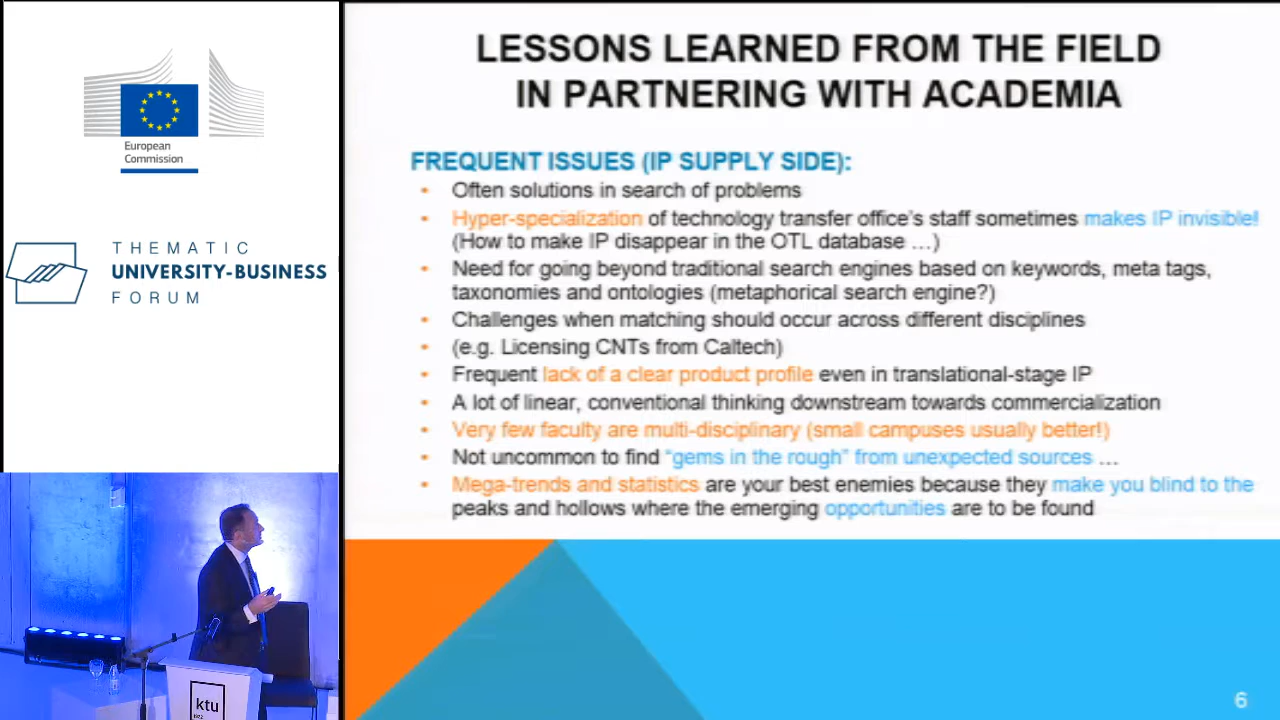 European
Commission
THEMATIC
UNIVERSITY-BUSINESS
FORUM
LESSONS LEARNED FROM THE FIELD
IN PARTNERING WITH ACADEMIA
FREQUENT ISSUES (IP SUPPLY SIDE):
• Often solutions in search of problems
• Hyper-specialization of technology transfer office's staff sometimes makes IP invisible!
(How to make IP disappear in the OTL database …)
• Need for going beyond traditional search engines based on keywords, meta tags,
taxonomies and ontologies (metaphorical search engine?)
• Challenges when matching should occur across different disciplines
• (e.g. Licensing CNTs from Caltech)
• Frequent lack of a clear product profile even in translational-stage IP
• A lot of linear, conventional thinking downstream towards commercialization
• Very few faculty are multi-disciplinary (small campuses usually better!)
• Not uncommon to find “gems in the rough” from unexpected sources …
• Mega-trends and statistics are your best enemies because they make you blind to the
peaks and hollows where the emerging opportunities are to be found
6
ktu
1922